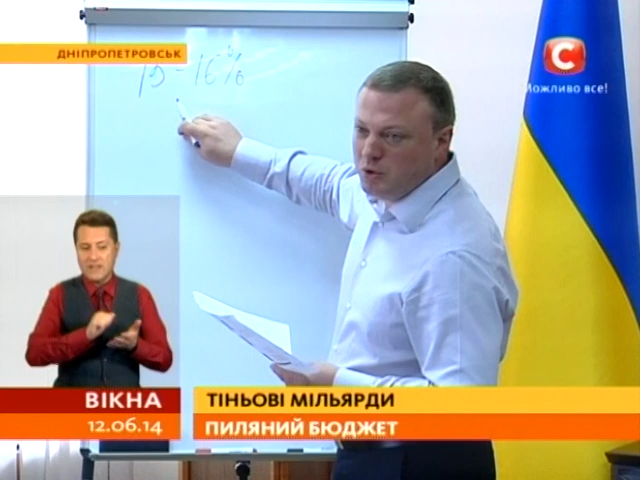 ДНІПРОПЕТРОВСЬК
15-16%
С
Можливо все!
ВІКНА
12.06.14
ТІНЬОВІ МІЛЬЯРДИ
ПИЛЯНИЙ БЮДЖЕТ